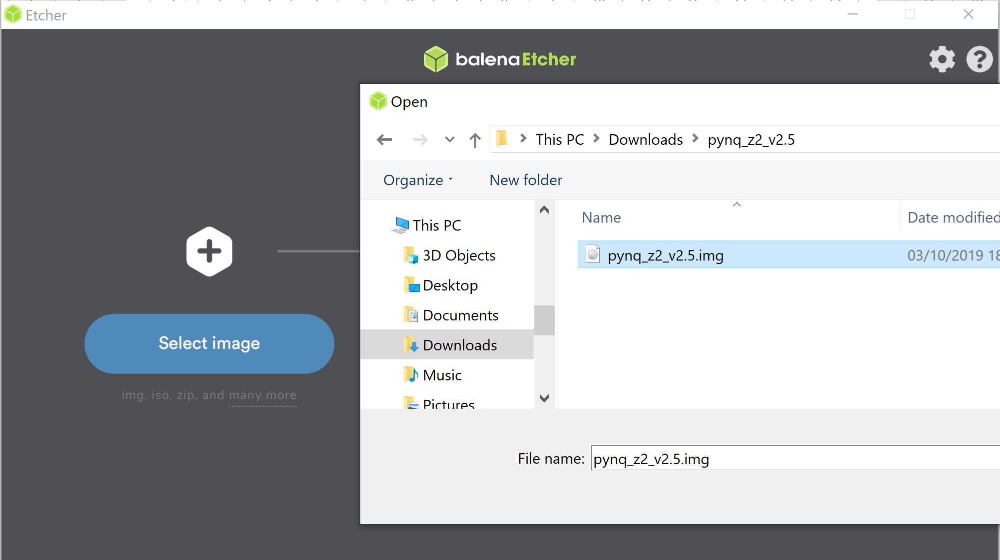 Etcher
balenaEtcher
Open
This PC
Downloads
pynq_z2_v2.5
Organize
New folder
Name
Date modified
This PC
3D Objects
Desktop
Documents
Downloads
Music
Pictures
pynq_z2_v2.5.img
03/10/2019 18
Select image
img, iso, zip, and many more
File name:
pynq_z2_v2.5.img